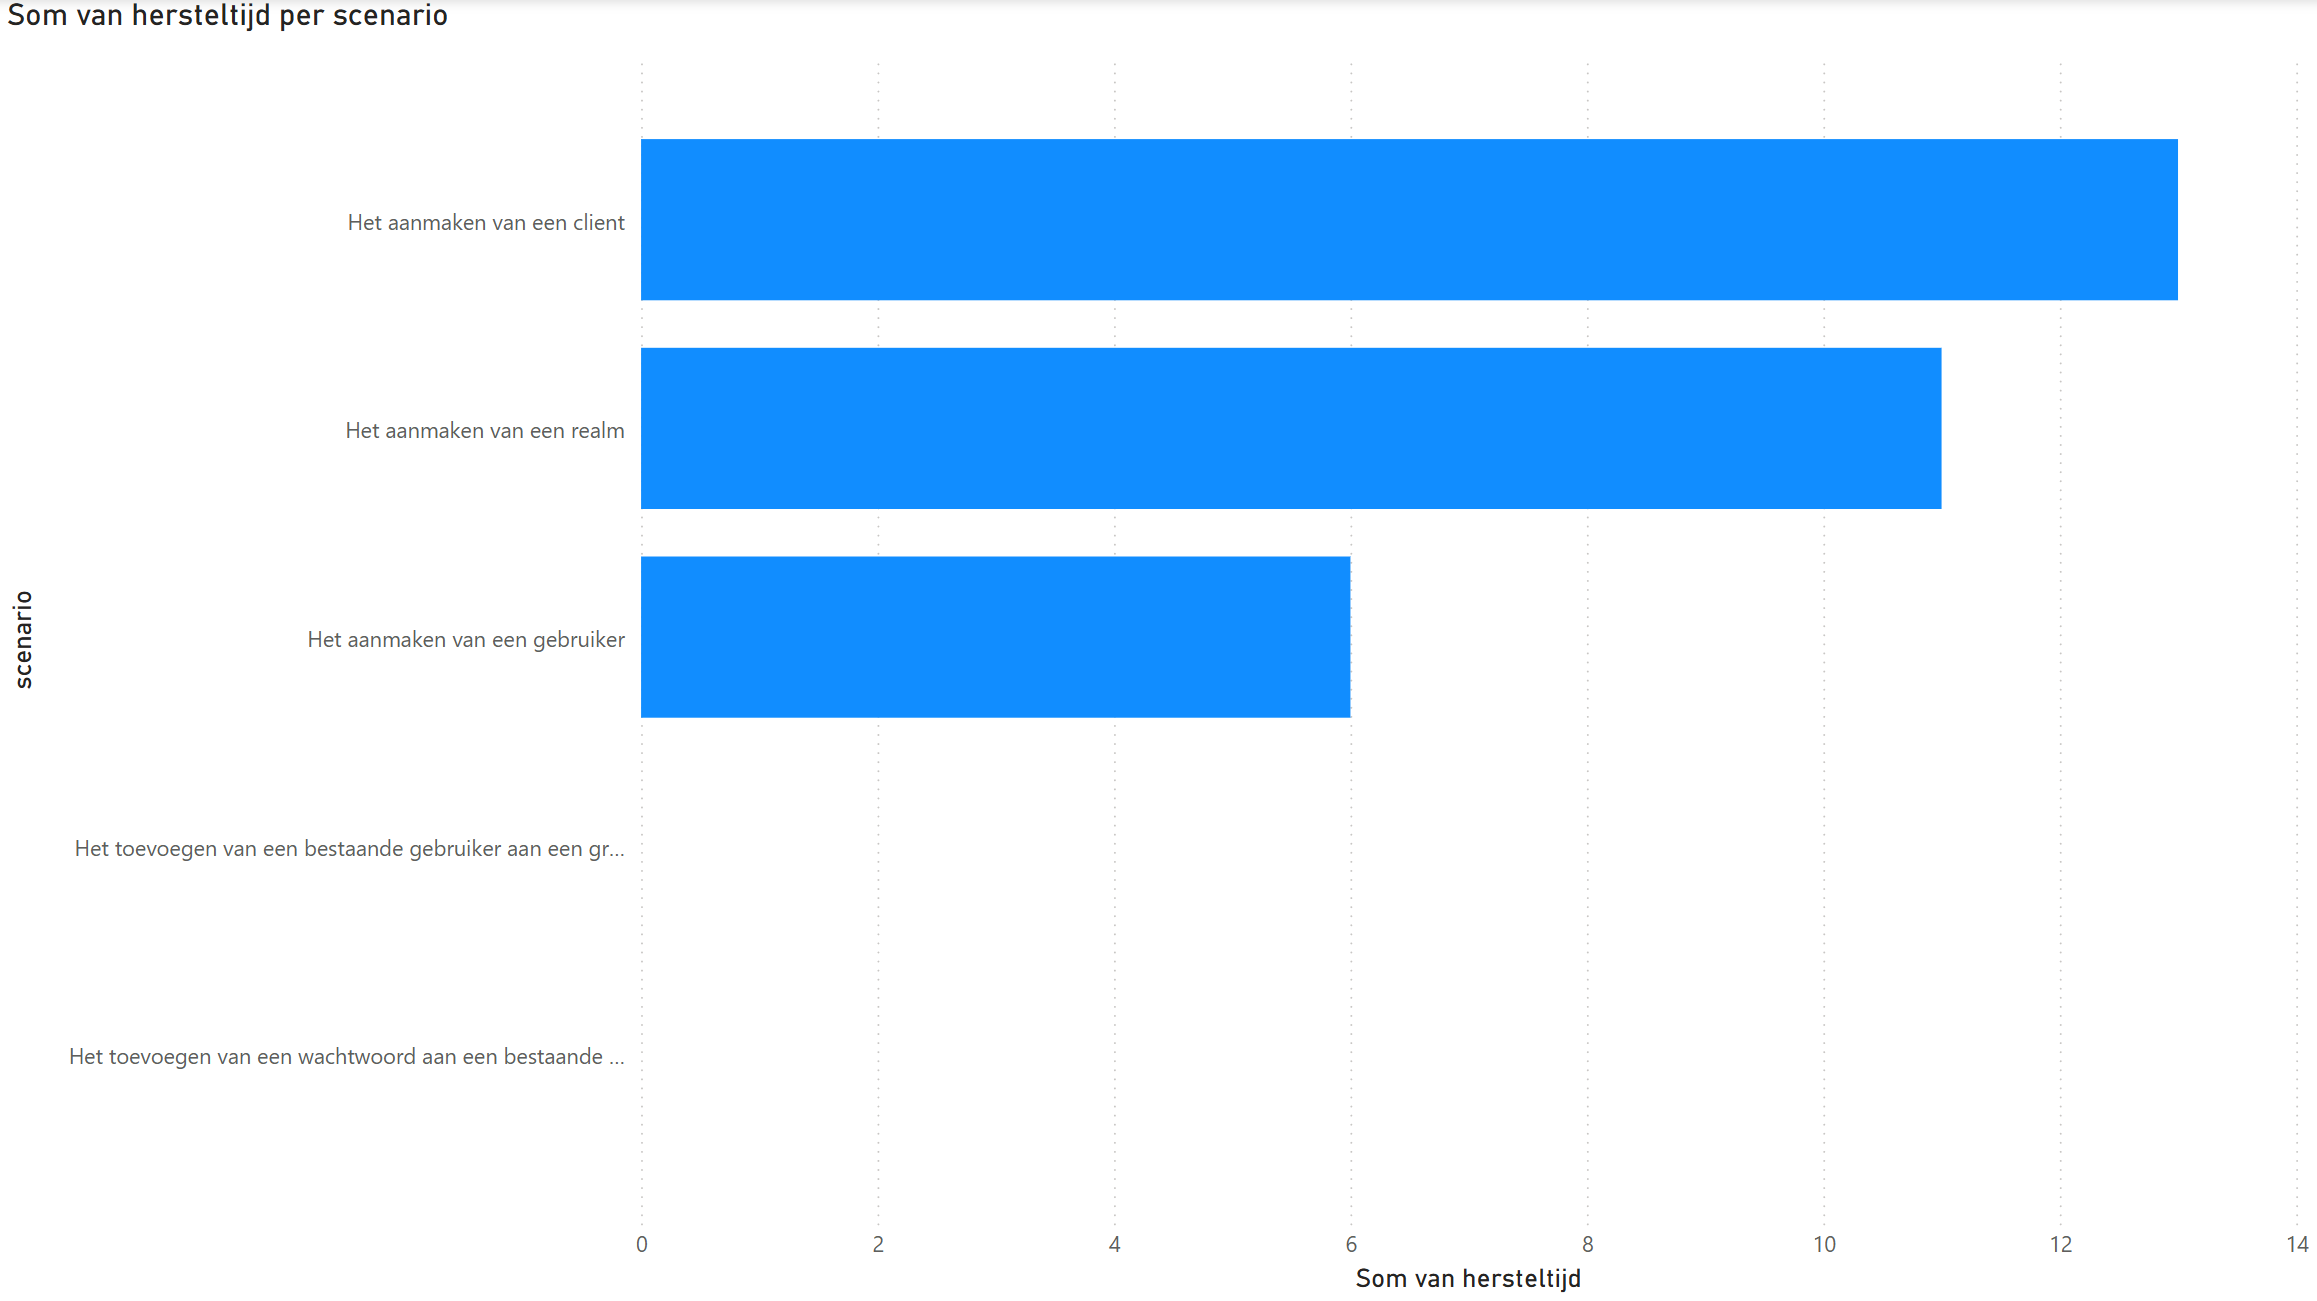 Som van hersteltijd per scenario
Het aanmaken van een client
Het aanmaken van een realm
Het aanmaken van een gebruiker
Het toevoegen van een bestaande gebruiker aan een gr...
Het toevoegen van een wachtwoord aan een bestaande ...
scenario
0 2 4 6 8 10 12 14
Som van hersteltijd